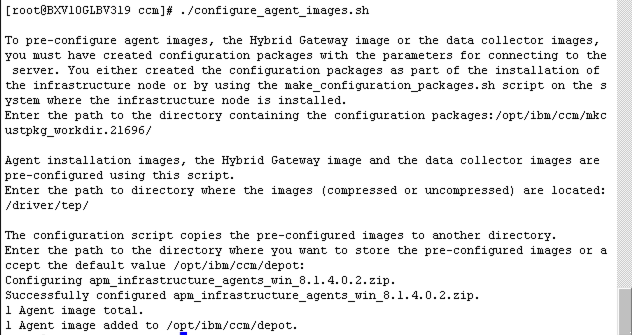 [root@BXV10GLBV319 ccm]# ./configure_agent_images.sh
To pre-configure agent images, the Hybrid Gateway image or the data collector images,
you must have created configuration packages with the parameters for connecting to the
 server. You either created the configuration packages as part of the installation of
the infrastructure node or by using the make_configuration_packages.sh script on the s
ystem where the infrastructure node is installed.
Enter the path to the directory containing the configuration packages:/opt/ibm/ccm/mkc
ustpkg_workdir.21696/
Agent installation images, the Hybrid Gateway image and the data collector images are
pre-configured using this script.
Enter the path to directory where the images (compressed or uncompressed) are located:
/driver/tep/
The configuration script copies the pre-configured images to another directory.
Enter the path to the directory where you want to store the pre-configured images or a
ccept the default value /opt/ibm/ccm/depot:
Configuring apm_infrastructure_agents_win_8.1.4.0.2.zip.
Successfully configured apm_infrastructure_agents_win_8.1.4.0.2.zip.
1 Agent image total.
1 Agent image added to /opt/ibm/ccm/depot.